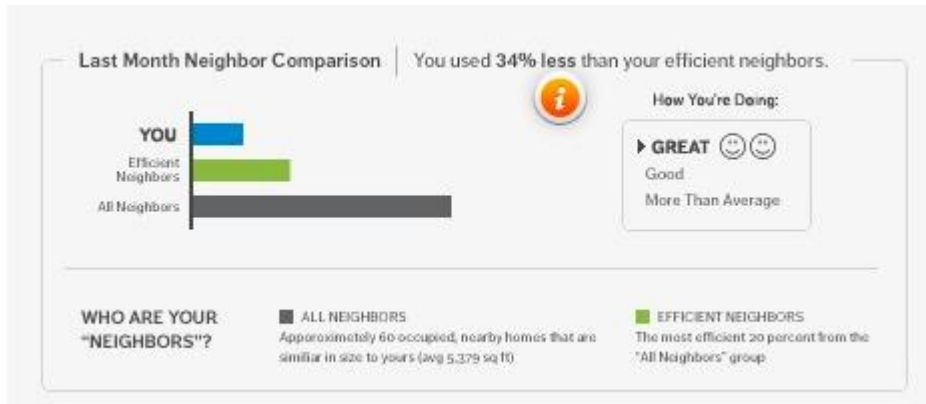 Last Month Neighbor Comparison You used 34% less than your efficient neighbors.
i
How You're Doing:
YOU
Efficient
Neighbors
All Neighbors
GREAT
Good
More Than Average
WHO ARE YOUR
"NEIGHBORS"?
ALL NEIGHBORS
Approximately 60 occupied, nearby homes that are
similiar in size to yours (avg 5,379 sq ft)
EFFICIENT NEIGHBORS
The most efficient 20 percent from the
"All Neighbors" group